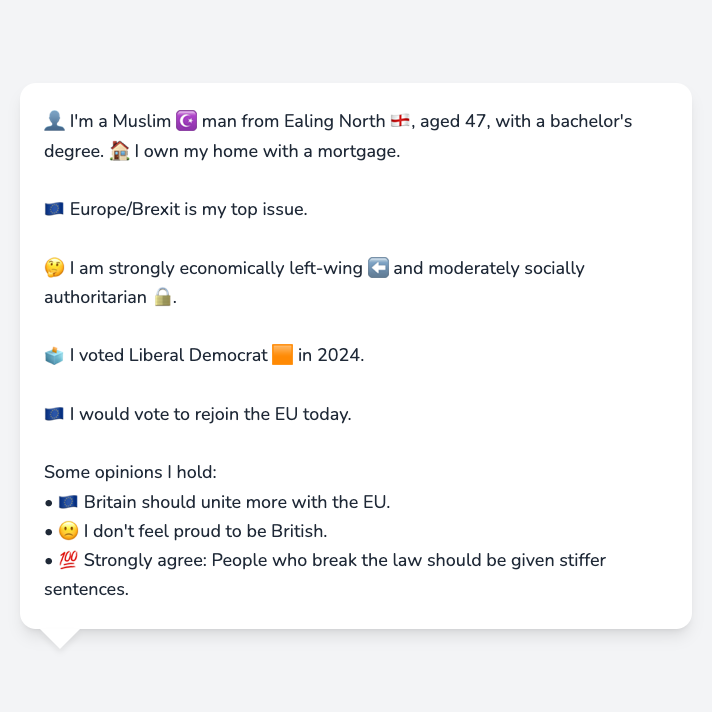 👤 I'm a Muslim ☪️ man from Ealing North 🏴󠁧󠁢󠁥󠁮󠁧󠁿, aged 47, with a bachelor's
degree. 🏠 I own my home with a mortgage.
🇪🇺 Europe/Brexit is my top issue.
🤔 I am strongly economically left-wing ⬅️ and moderately socially
authoritarian 🔒.
🗳️ I voted Liberal Democrat 🟧 in 2024.
🇪🇺 I would vote to rejoin the EU today.
Some opinions I hold:
• 🇪🇺 Britain should unite more with the EU.
• 🙁 I don't feel proud to be British.
• 💯 Strongly agree: People who break the law should be given stiffer
sentences.